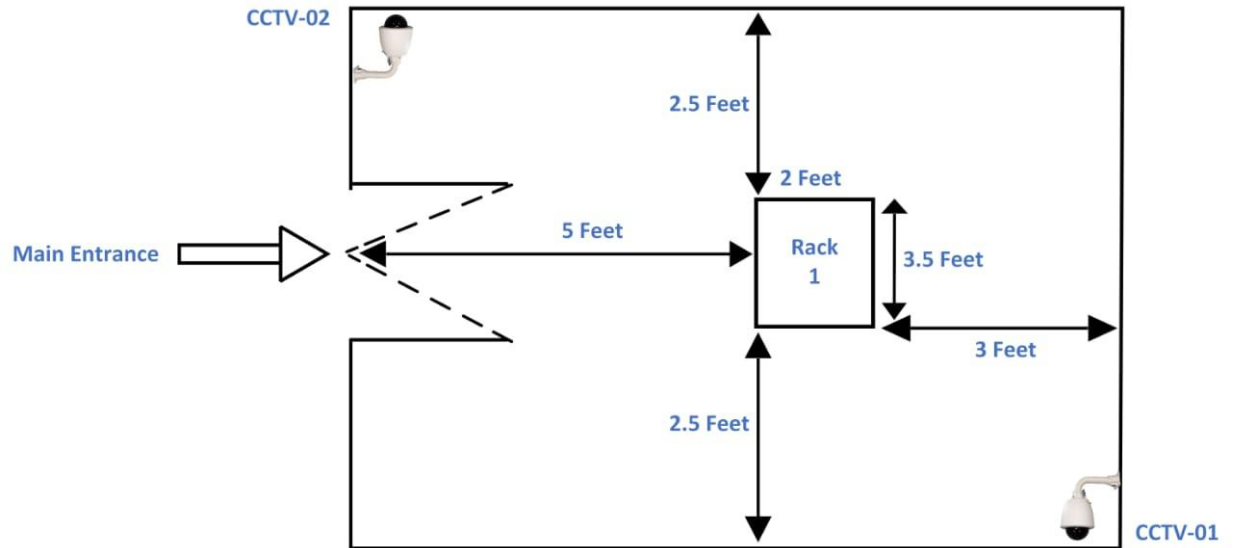 CCTV-02
2.5 Feet
2 Feet
Main Entrance
5 Feet
Rack
1
3.5 Feet
3 Feet
2.5 Feet
CCTV-01